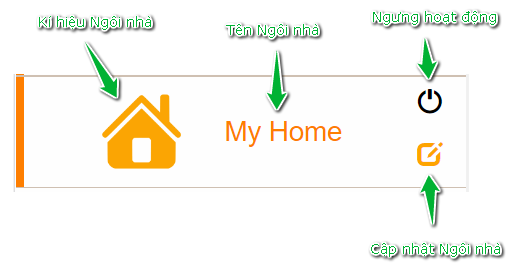 Kí hiệu Ngôi nhà
Tên Ngôi nhà
Ngưng hoạt động
My Home
Cập nhật Ngôi nhà